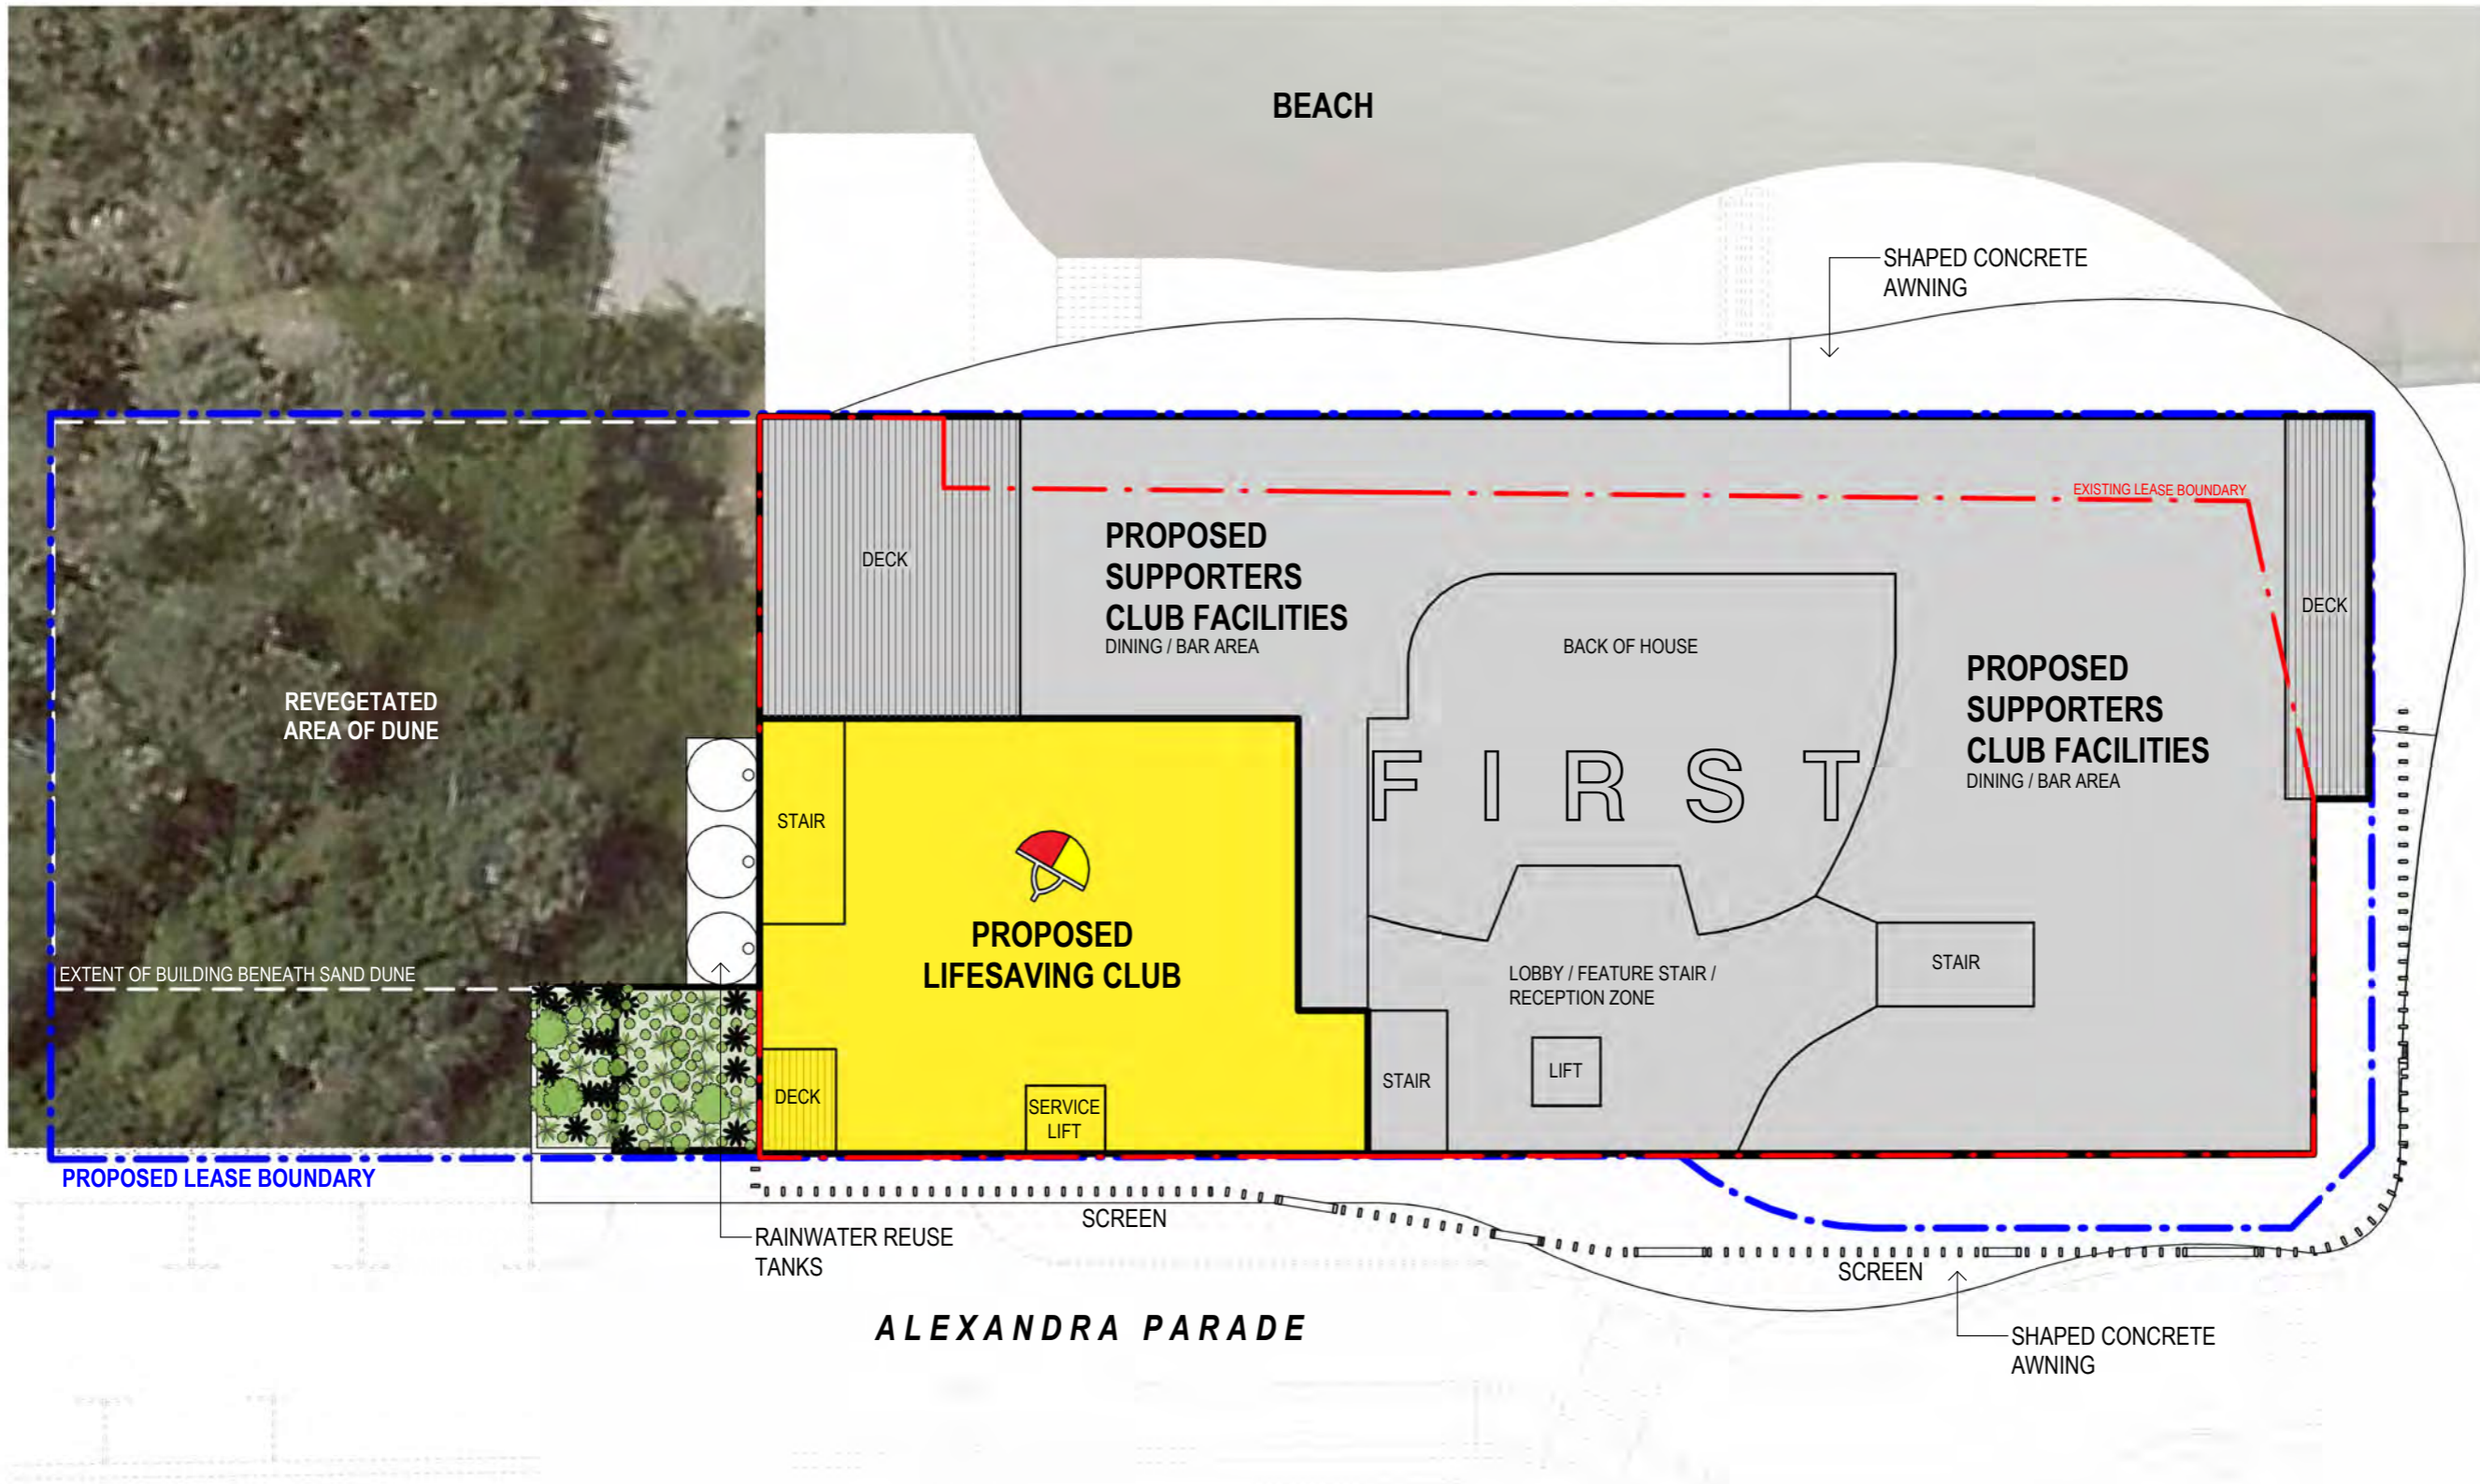 BEACH
SHAPED CONCRETE
AWNING
EXISTING LEASE BOUNDARY
DECK
PROPOSED
SUPPORTERS
CLUB FACILITIES
DINING / BAR AREA
BACK OF HOUSE
DECK
PROPOSED
SUPPORTERS
CLUB FACILITIES
DINING / BAR AREA
REVEGETATED
AREA OF DUNE
FIRST
STAIR
PROPOSED
LIFESAVING CLUB
EXTENT OF BUILDING BENEATH SAND DUNE
LOBBY / FEATURE STAIR /
RECEPTION ZONE
STAIR
DECK
SERVICE
LIFT
STAIR
LIFT
PROPOSED LEASE BOUNDARY
SCREEN
RAINWATER REUSE
TANKS
SCREEN
ALEXANDRA PARADE
SHAPED CONCRETE
AWNING